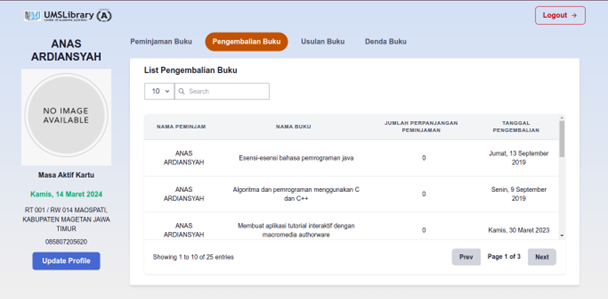 UMSLibrary
Logout →
ANAS
ARDIANSYAH
NO IMAGE
AVAILABLE
Masa Aktif Kartu
Kamis, 14 Maret 2024
RT 001 / RW 014 MAOSPATI,
KABUPATEN MAGETAN JAWA
TIMUR
085807205620
Update Profile
Peminjaman Buku Pengembalian Buku Usulan Buku Denda Buku
List Pengembalian Buku
10 Search
NAMA PEMINJAM NAMA BUKU JUMLAH PERPANJANGAN PEMINJAMAN TANGGAL PENGEMBALIAN
ANAS ARDIANSYAH Esensi-esensi bahasa pemrograman java 0 Jumat, 13 September 2019
ANAS ARDIANSYAH Algoritma dan pemrograman menggunakan C dan C++ 0 Senin, 9 September 2019
ANAS ARDIANSYAH Membuat aplikasi tutorial interaktif dengan macromedia authorware 0 Kamis, 30 Maret 2023
Showing 1 to 10 of 25 entries Prev Page 1 of 3 Next